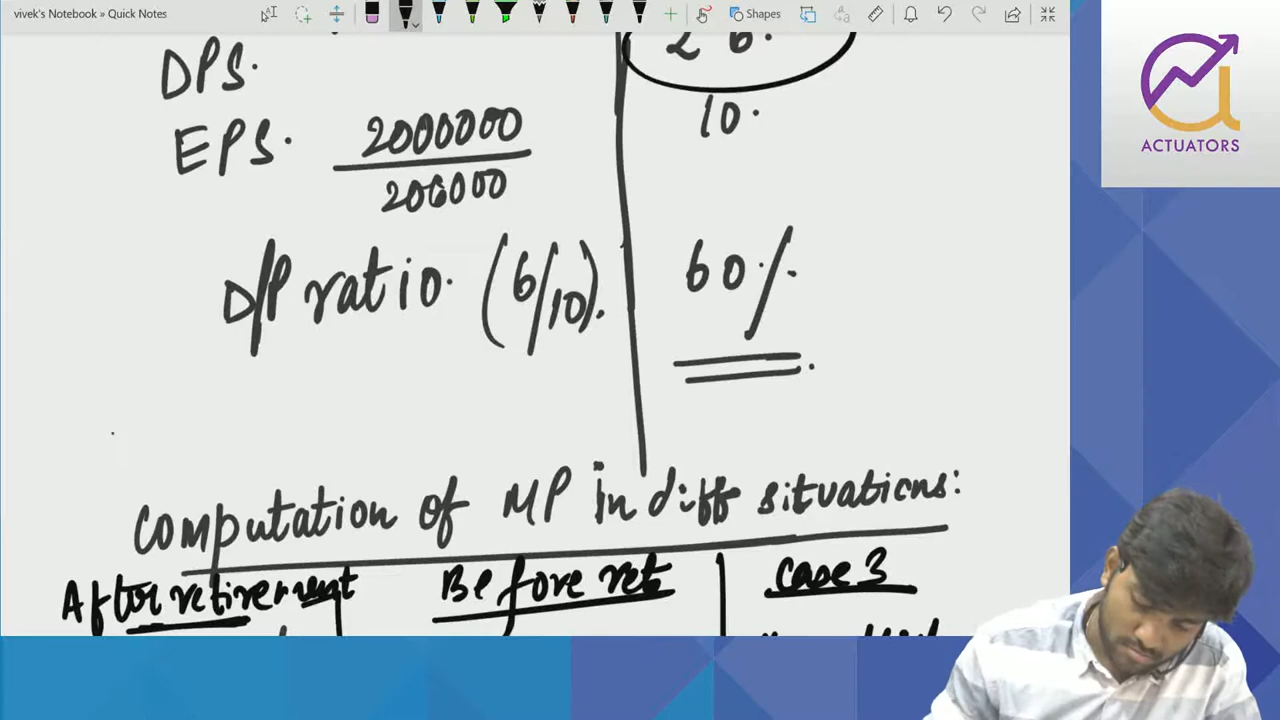 vivek's Notebook » Quick Notes
Shapes
ACTUATORS
DPS.
EPS. 2000000
200000
10.
D/P ratio. (6/10). 60%
Computation of MP in diff situations:
After retirement Before ret Case 3